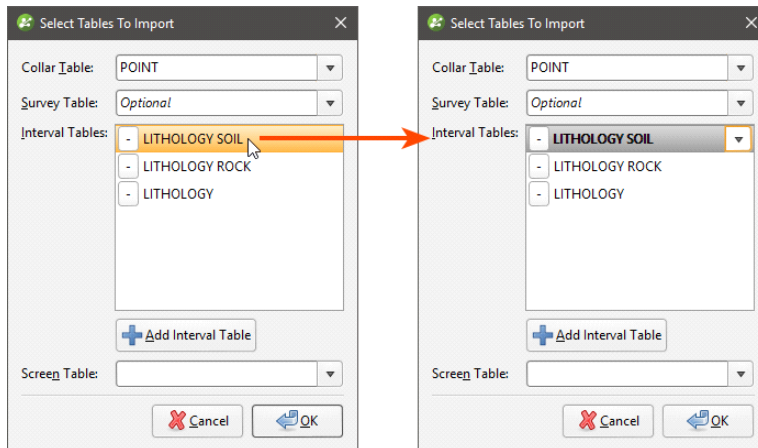 Select Tables To Import
Collar Table: POINT
Survey Table: Optional
Interval Tables: - LITHOLOGY SOIL
- LITHOLOGY ROCK
- LITHOLOGY
Add Interval Table
Screen Table:
Cancel OK
Select Tables To Import
Collar Table: POINT
Survey Table: Optional
Interval Tables: - LITHOLOGY SOIL
- LITHOLOGY ROCK
- LITHOLOGY
Add Interval Table
Screen Table:
Cancel OK